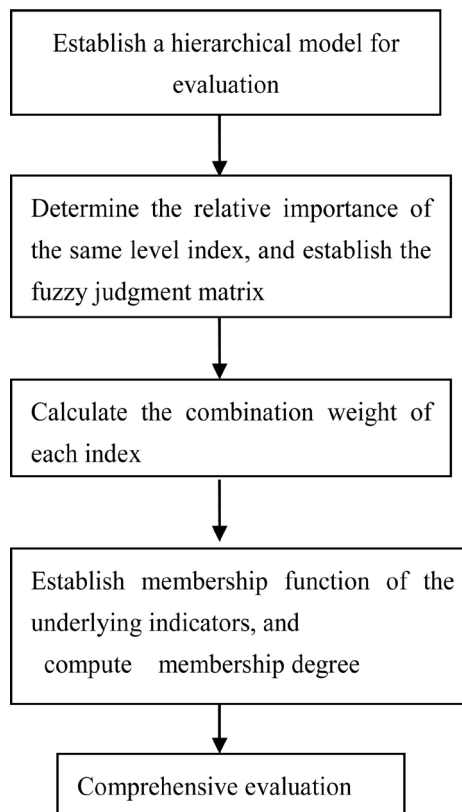 Establish a hierarchical model for
evaluation
Determine the relative importance of
the same level index, and establish the
fuzzy judgment matrix
Calculate the combination weight of
each index
Establish membership function of the
underlying indicators, and
compute membership degree
Comprehensive evaluation